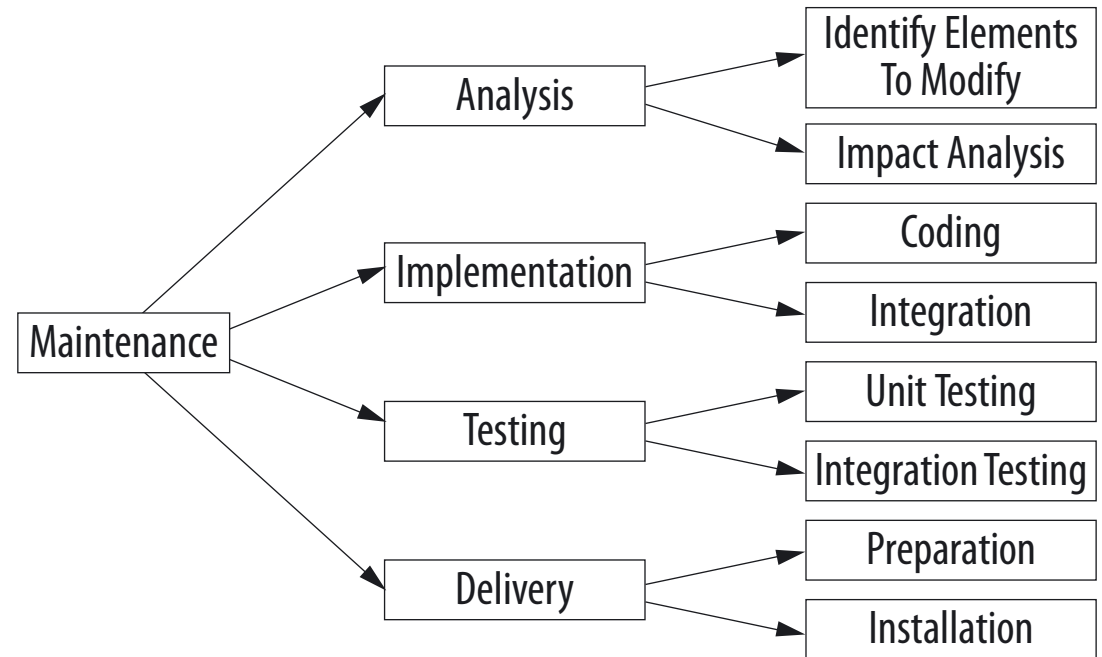 Maintenance
Analysis
Identify Elements
To Modify
Impact Analysis
Implementation
Coding
Integration
Testing
Unit Testing
Integration Testing
Delivery
Preparation
Installation